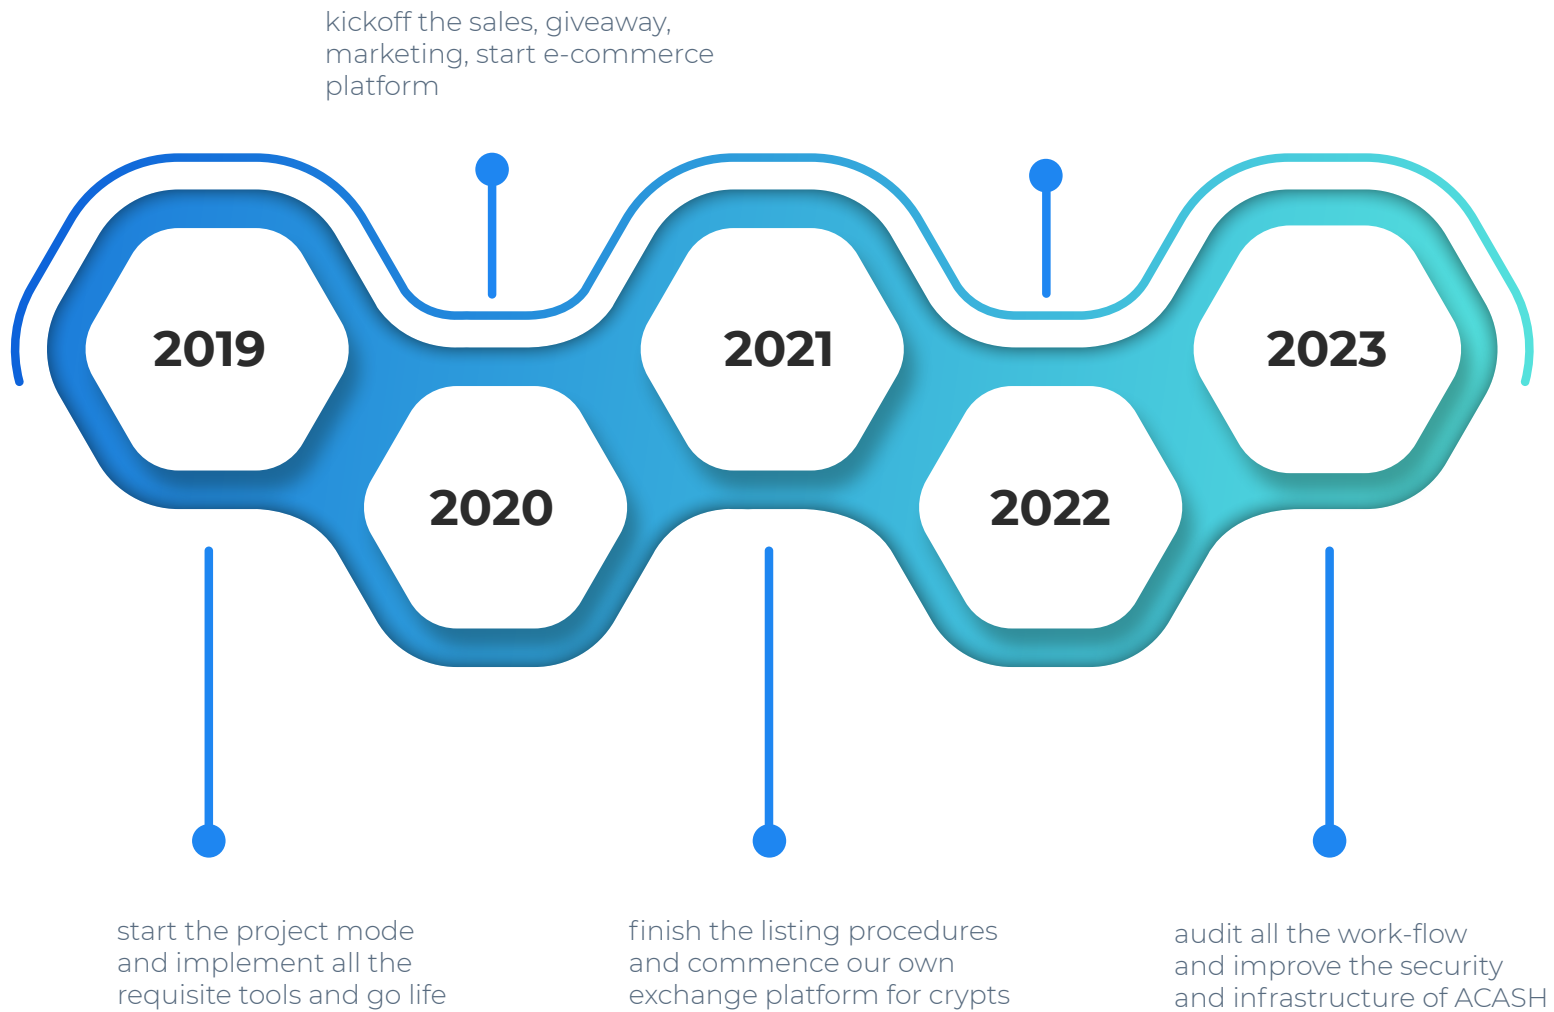 kickoff the sales, giveaway,
marketing, start e-commerce
platform
2019
2020
2021
2022
2023
start the project mode
and implement all the
requisite tools and go life
finish the listing procedures
and commence our own
exchange platform for crypts
audit all the work-flow
and improve the security
and infrastructure of ACASH